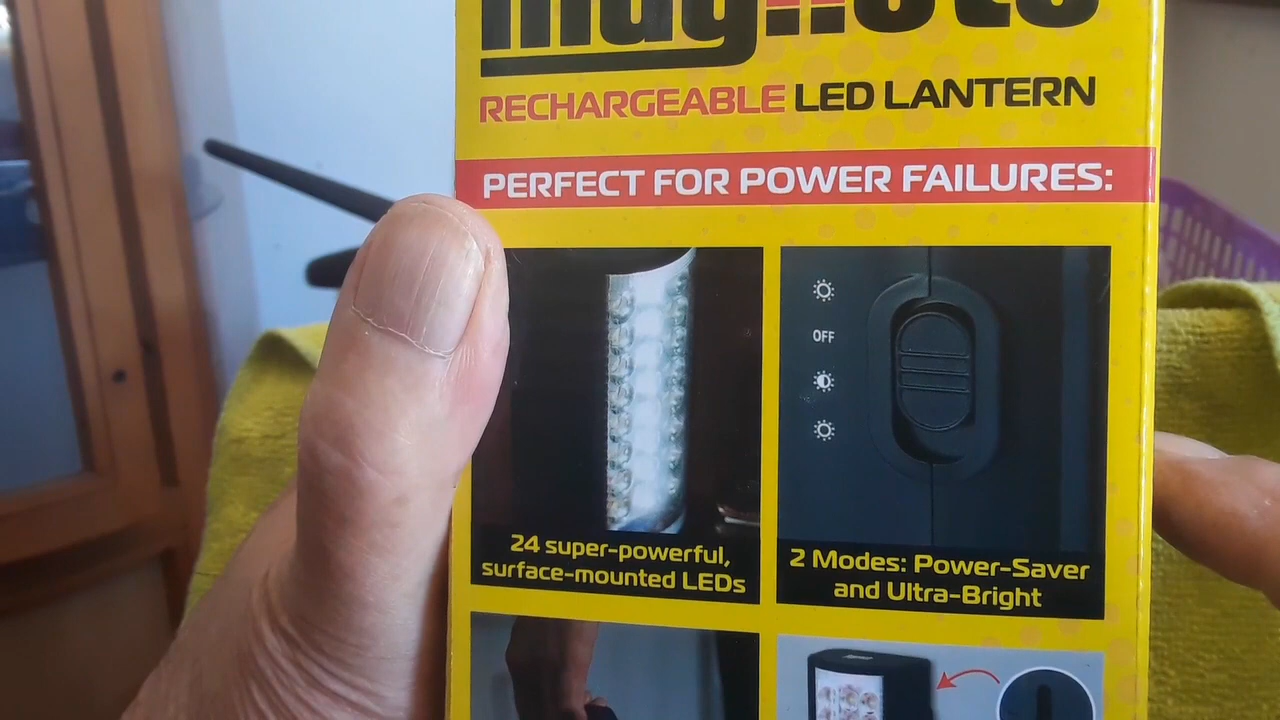 RECHARGEABLE LED LANTERN
PERFECT FOR POWER FAILURES:
OFF
24 super-powerful,
surface-mounted LEDs
2 Modes: Power-Saver
and Ultra-Bright